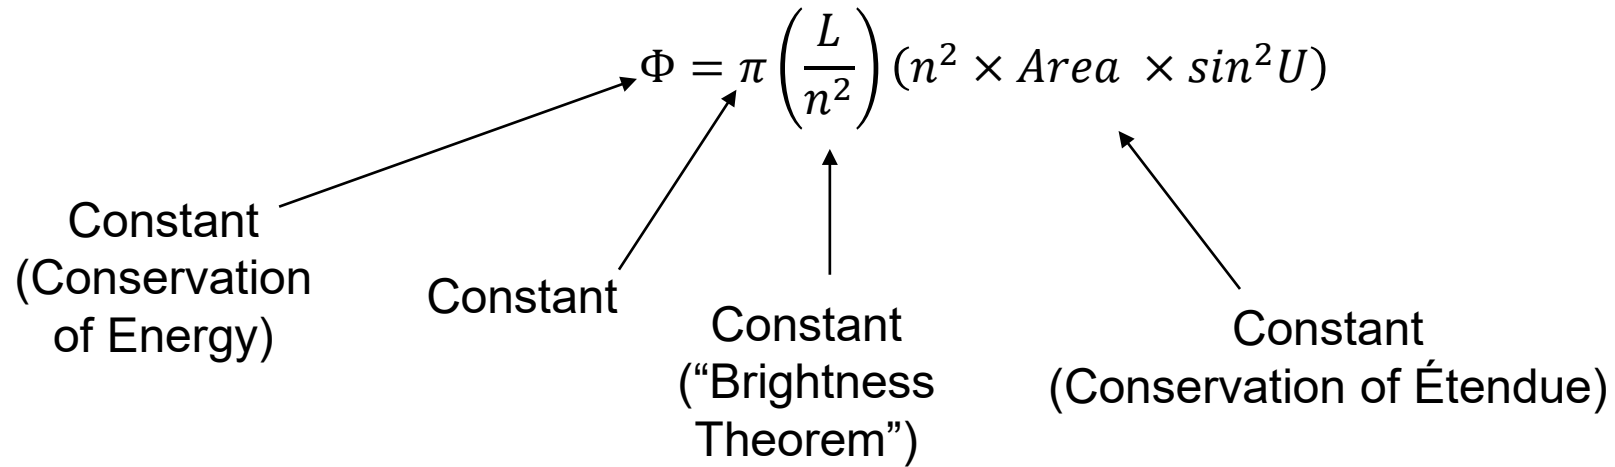 Φ = π (L/n²) (n² × Area × sin²U)
Constant
(Conservation
of Energy)
Constant
Constant
(“Brightness
Theorem”)
Constant
(Conservation of Étendue)